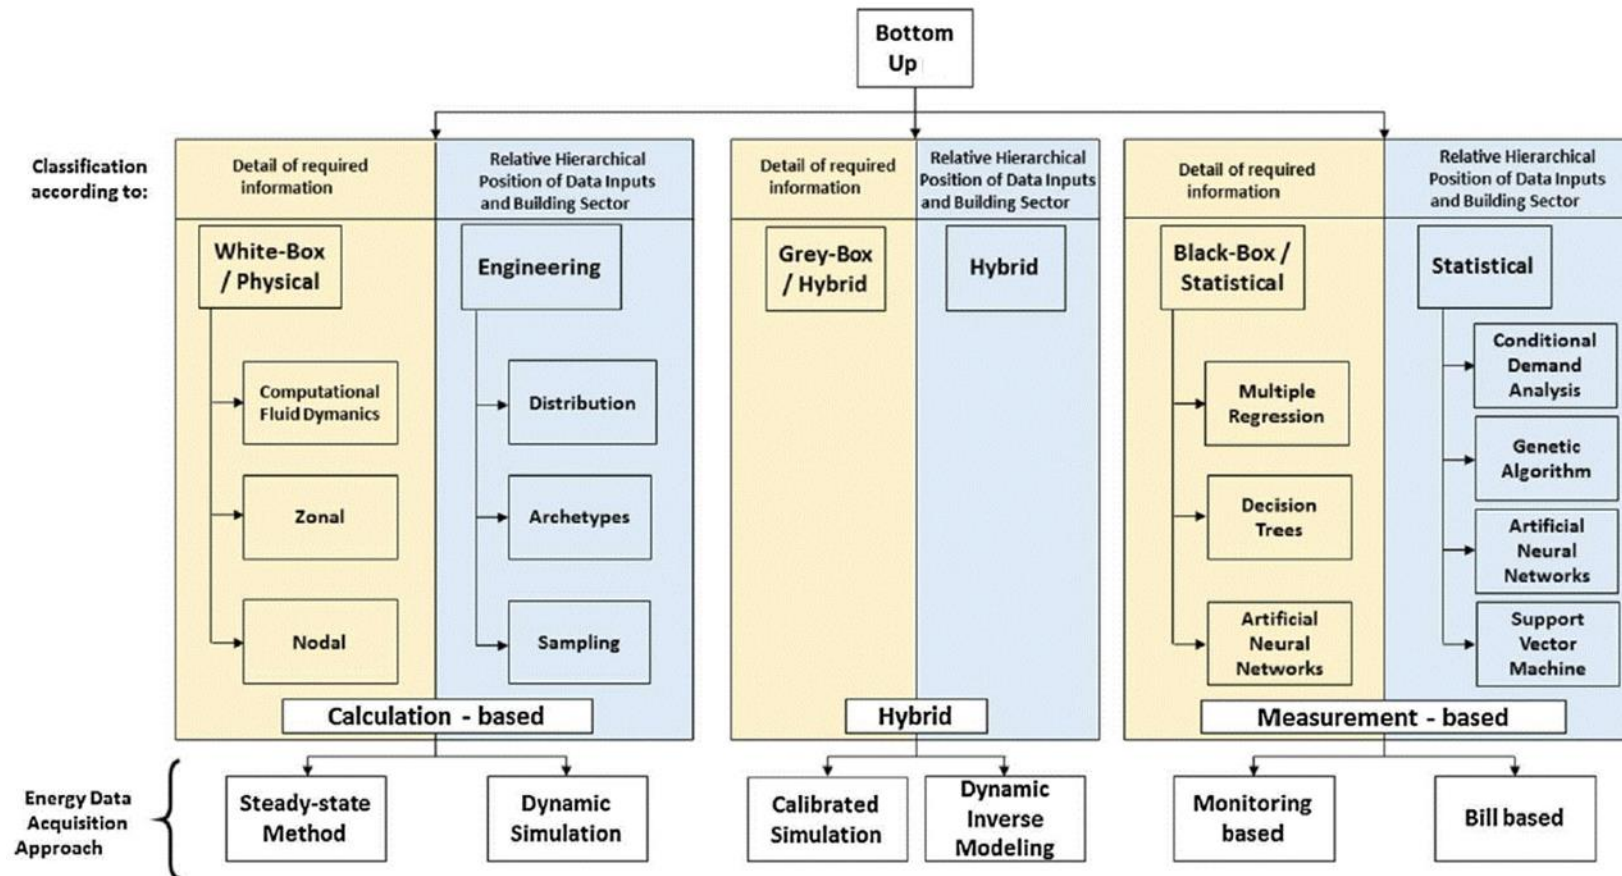 Bottom
Up
Classification
according to:
Detail of required
information
Relative Hierarchical
Position of Data Inputs
and Building Sector
Detail of required
information
Relative Hierarchical
Position of Data Inputs
and Building Sector
Detail of required
information
Relative Hierarchical
Position of Data Inputs
and Building Sector
White-Box
/ Physical
Engineering
Grey-Box
/ Hybrid
Hybrid
Black-Box /
Statistical
Statistical
Computational
Fluid Dymanics
Zonal
Nodal
Distribution
Archetypes
Sampling
Multiple
Regression
Decision
Trees
Artificial
Neural
Networks
Conditional
Demand
Analysis
Genetic
Algorithm
Artificial
Neural
Networks
Support
Vector
Machine
Calculation - based
Hybrid
Measurement - based
Energy Data
Acquisition
Approach
Steady-state
Method
Dynamic
Simulation
Calibrated
Simulation
Dynamic
Inverse
Modeling
Monitoring
based
Bill based